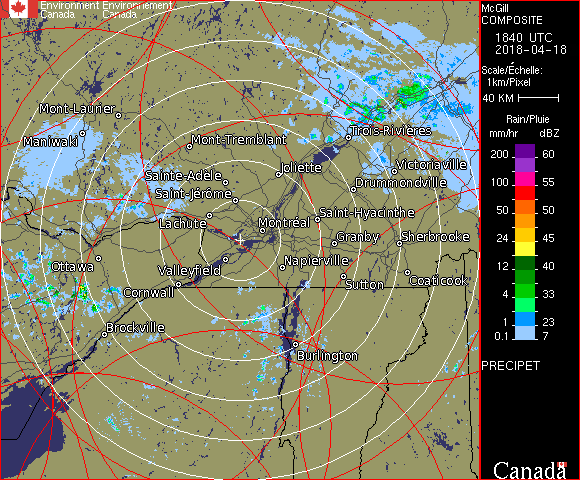 Environment Environnement
Canada Canada
Mont-Laurier
Maniwaki
Mont-Tremblant
Trois-Rivières
Joliette
Victoriaville
Sainte-Adèle
Drummondville
Saint-Jérôme
Saint-Hyacinthe
Lachute
Montréal
Granby
Sherbrooke
Ottawa
Valleyfield
Napierville
Sutton
Coaticook
Cornwall
Brockville
Burlington
McGill
COMPOSITE
1840 UTC
2018-04-18
Scale/Échelle:
1km/Pixel
40 KM
Rain/Pluie
mm/hr dBZ
200 60
150 57
100 55
50 50
24 45
12 40
4 33
1 23
0.1 7
PRECIPET
Canada